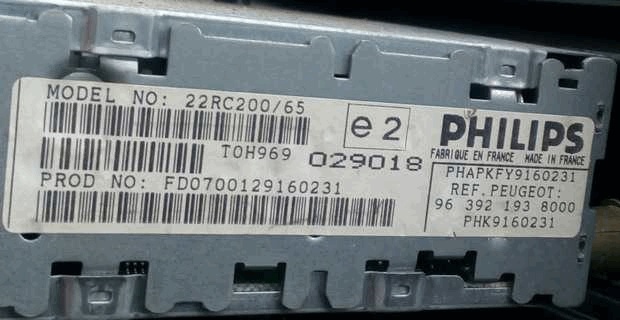 MODEL NO: 22RC200/65
T0H969
e2
029018
PROD NO: FD0700129160231
PHILIPS
FABRIQUE EN FRANCE MADE IN FRANCE
PHAPKFY9160231
REF. PEUGEOT:
96 392 193 8000
PHK9160231